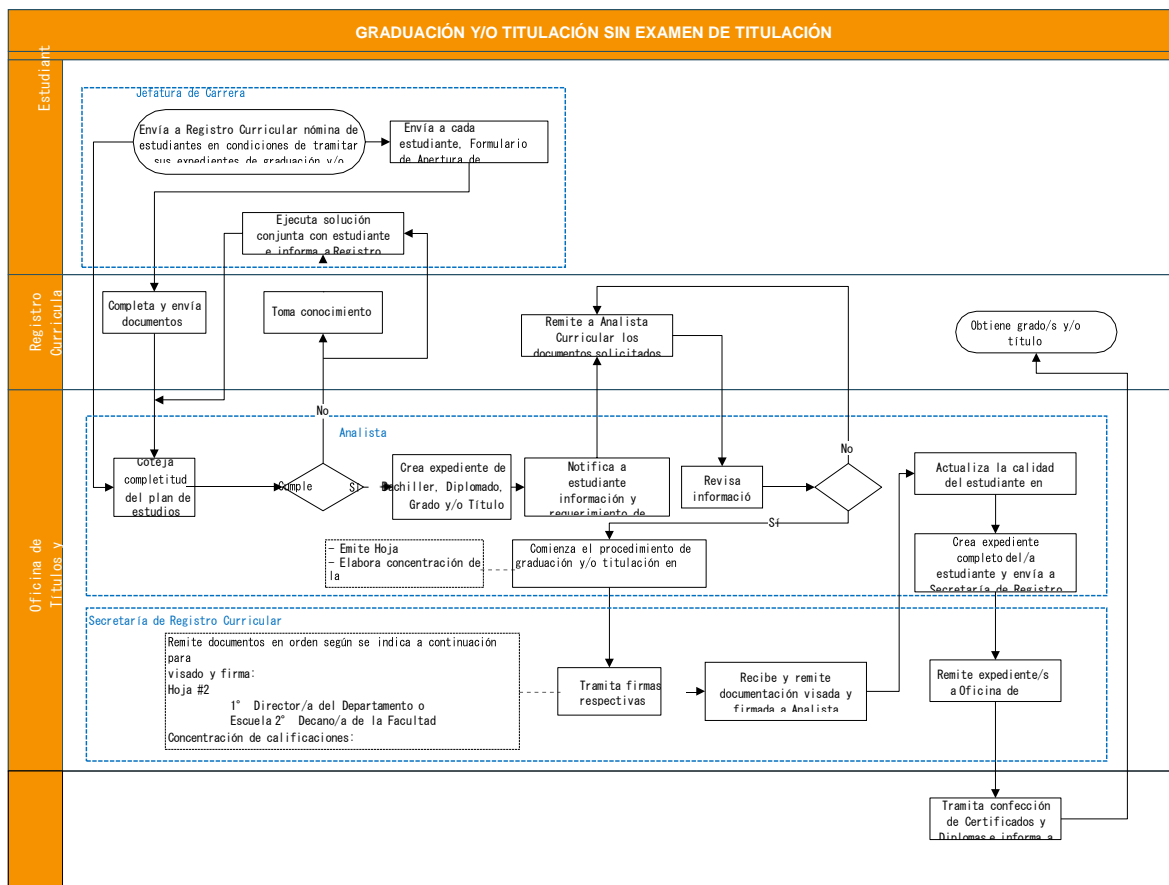 GRADUACIÓN Y/O TITULACIÓN SIN EXAMEN DE TITULACIÓN
Estudiant
Jefatura de Carrera
Envía a Registro Curricular nómina de
estudiantes en condiciones de tramitar
sus expedientes de graduación y/o
Envía a cada
estudiante, Formulario
de Apertura de
Ejecuta solución
conjunta con estudiante
e informa a Registro
Registro
Curricula
Completa y envía
documentos
Toma conocimiento
Remite a Analista
Curricular los
documentos solicitados
Obtiene grado/s y/o
título
No
Oficina de
Títulos y
Analista
No
Coteja
completitud
del plan de
estudios
Cumple
Sí
Crea expediente de
Bachiller, Diplomado,
Grado y/o Título
Notifica a
estudiante
información y
requerimiento de
Revisa
informació
Actualiza la calidad
del estudiante en
Sí
– Emite Hoja
– Elabora concentración de
la
Comienza el procedimiento de
graduación y/o titulación en
Crea expediente
completo del/a
estudiante y envía a
Secretaría de Registro
Secretaría de Registro Curricular
Remite documentos en orden según se indica a continuación
para
visado y firma:
Hoja #2
1° Director/a del Departamento o
Escuela 2° Decano/a de la Facultad
Concentración de calificaciones:
Tramita firmas
respectivas
Recibe y remite
documentación visada y
firmada a Analista
Remite expediente/s
a Oficina de
Tramita confección
de Certificados y
Diplomas e informa a